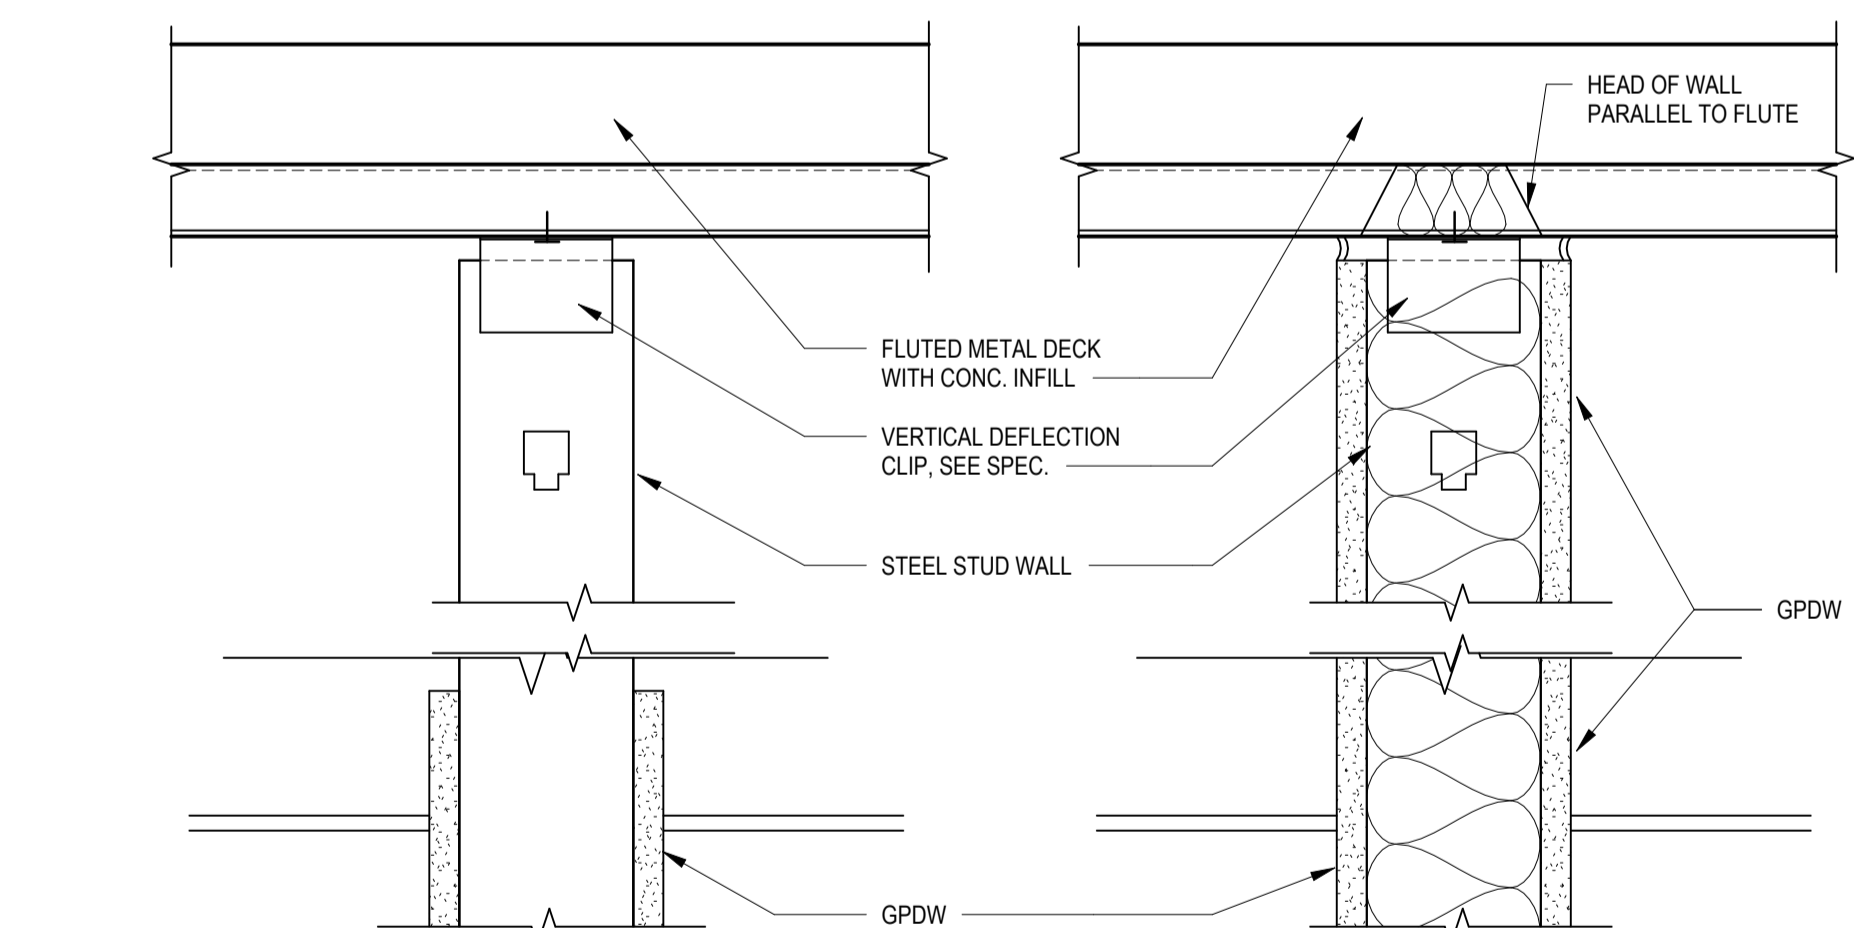 HEAD OF WALL
PARALLEL TO FLUTE
FLUTED METAL DECK
WITH CONC. INFILL
VERTICAL DEFLECTION
CLIP, SEE SPEC.
STEEL STUD WALL
GPDW
GPDW